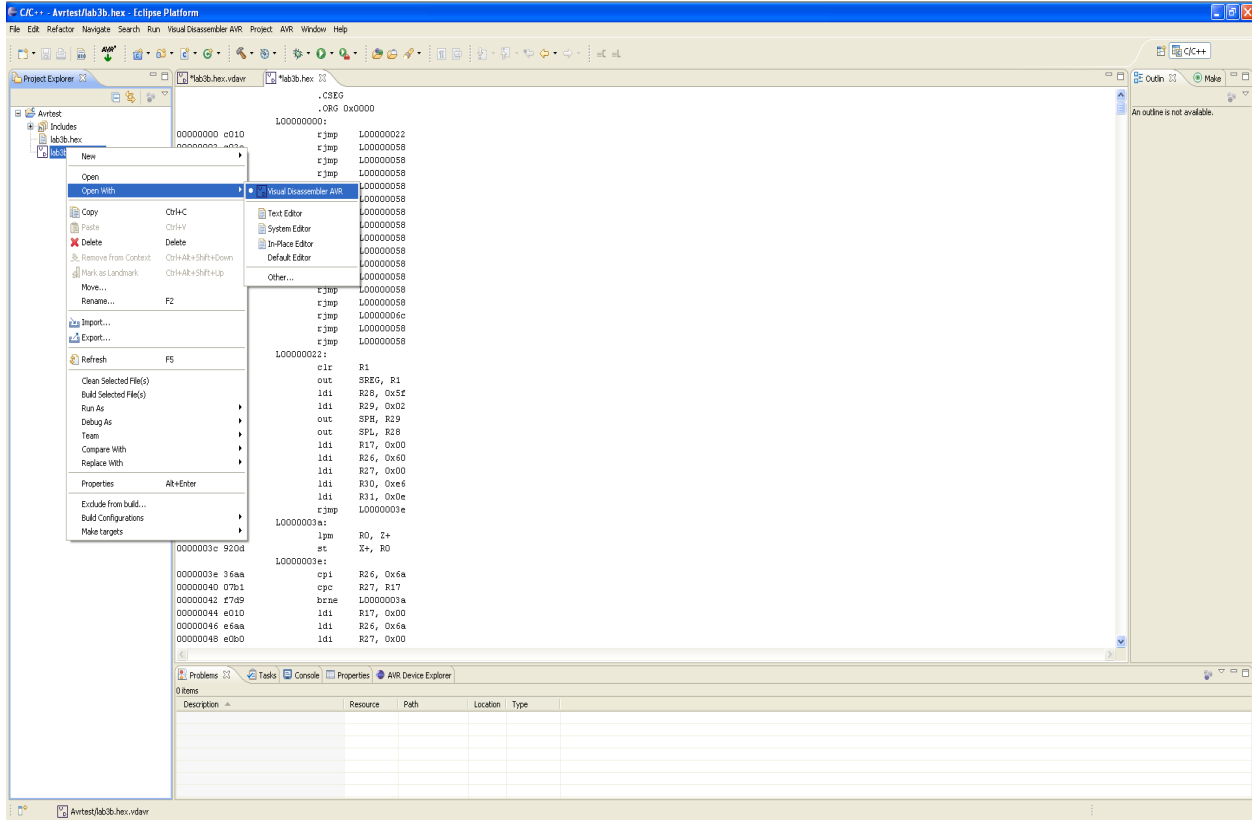 C/C++ - Avrtest/lab3b.hex - Eclipse Platform
File Edit Refactor Navigate Search Run Visual Disassembler AVR Project AVR Window Help
C/C++
Project Explorer
Avrtest
Includes
lab3b.hex
New
Open
Open With
Copy Ctrl+C
Paste Ctrl+V
Delete Delete
Remove from Context Ctrl+Alt+Shift+Down
Mark as Landmark Ctrl+Alt+Shift+Up
Move...
Rename... F2
Import...
Export...
Refresh F5
Clean Selected File(s)
Build Selected File(s)
Run As
Debug As
Team
Compare With
Replace With
Properties Alt+Enter
Exclude from build...
Build Configurations
Make targets
Visual Disassembler AVR
Text Editor
System Editor
In-Place Editor
Default Editor
Other...
*lab3b.hex.vdavr *lab3b.hex
.CSEG
.ORG 0x0000
L00000000:
00000000 c010 rjmp L00000022
rjmp L00000058
rjmp L00000058
rjmp L00000058
L00000058
L00000058
L00000058
L00000058
L00000058
L00000058
L00000058
L00000058
rjmp L00000058
rjmp L00000058
rjmp L0000006c
rjmp L00000058
rjmp L00000058
L00000022:
clr R1
out SREG, R1
ldi R28, 0x5f
ldi R29, 0x02
out SPH, R29
out SPL, R28
ldi R17, 0x00
ldi R26, 0x60
ldi R27, 0x00
ldi R30, 0xe6
ldi R31, 0x0e
rjmp L0000003e
L0000003a:
lpm R0, Z+
0000003c 920d st X+, R0
L0000003e:
0000003e 36aa cpi R26, 0x6a
00000040 07b1 cpc R27, R17
00000042 f7d9 brne L0000003a
00000044 e010 ldi R17, 0x00
00000046 e6aa ldi R26, 0x6a
00000048 e0b0 ldi R27, 0x00
Outlin Make
An outline is not available.
Problems Tasks Console Properties AVR Device Explorer
0 items
Description Resource Path Location Type
Avrtest/lab3b.hex.vdavr